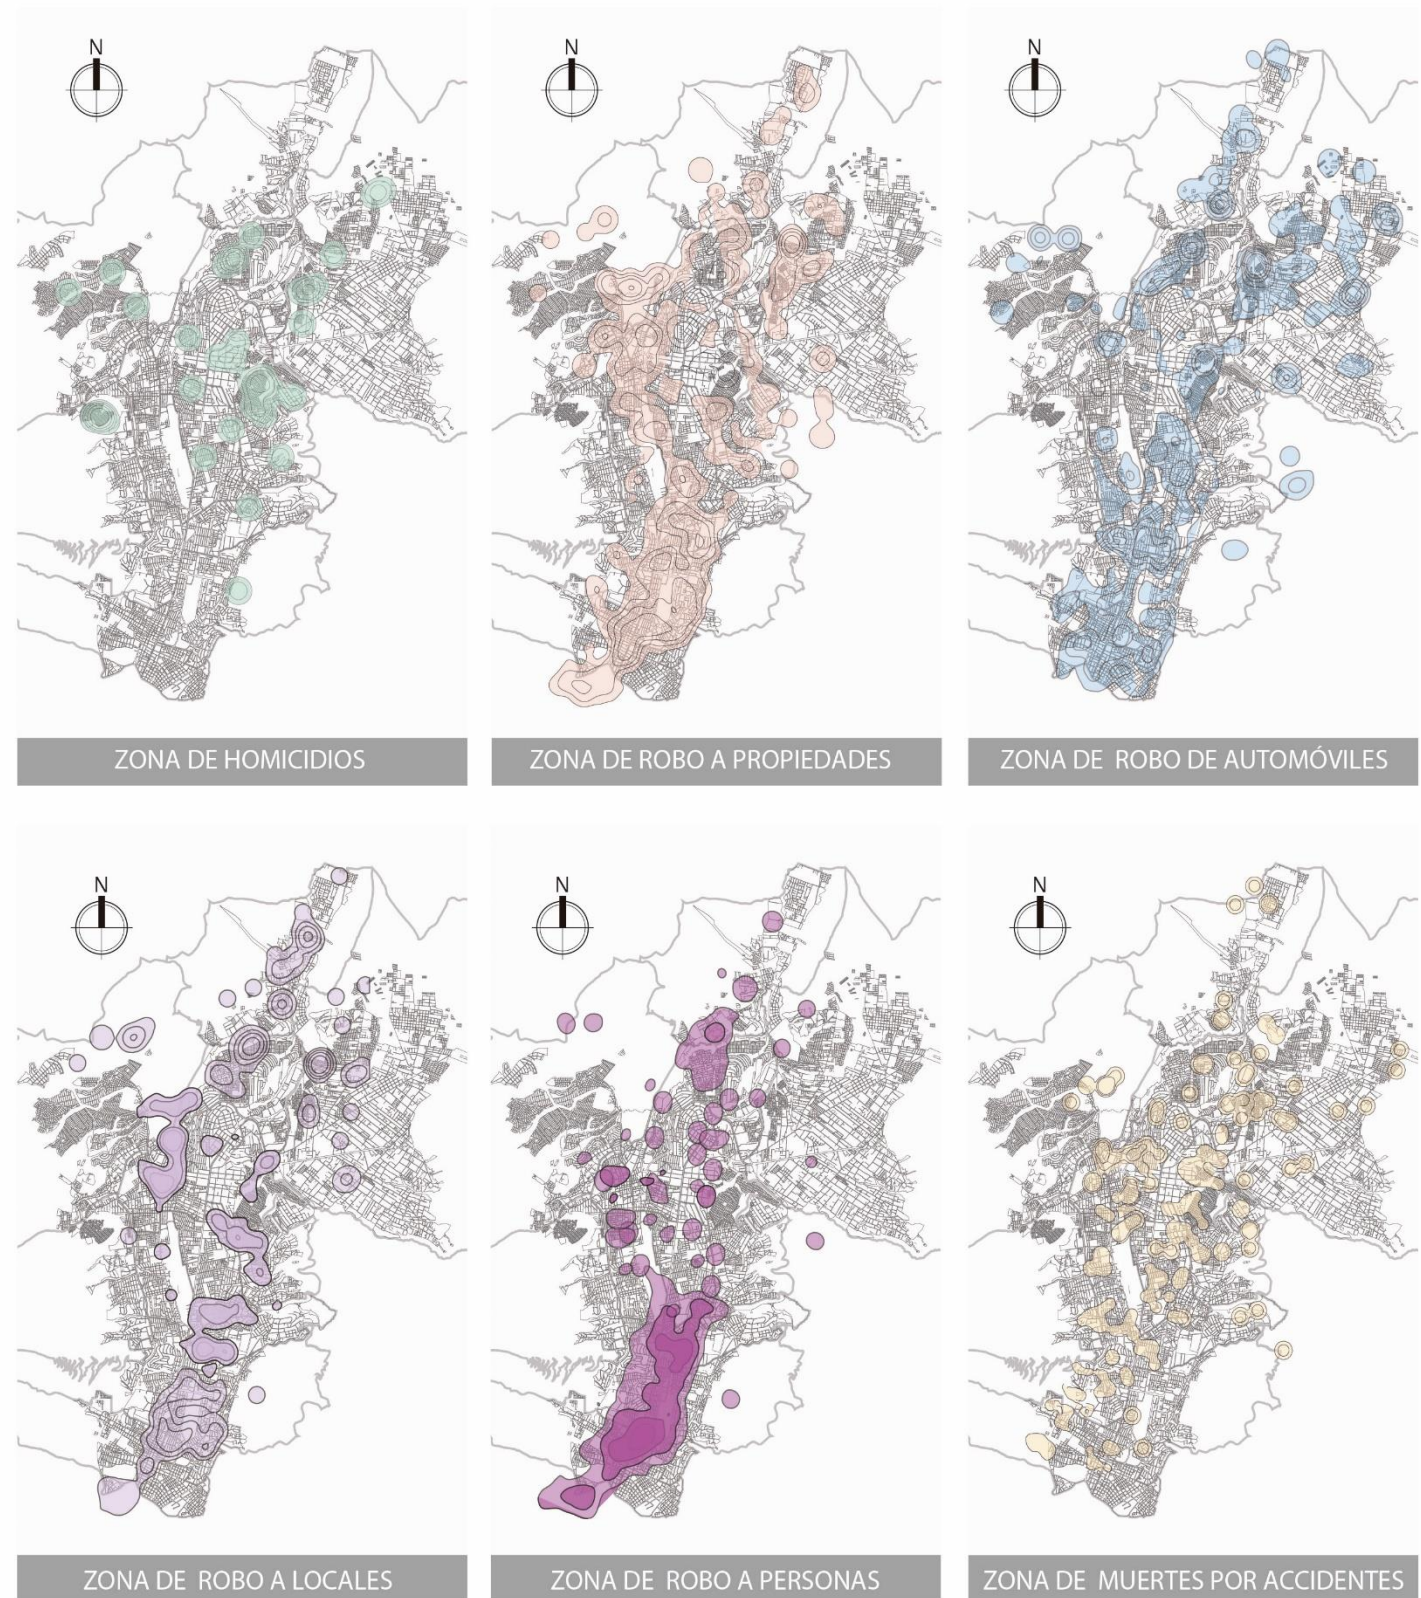 N
N
N
ZONA DE HOMICIDIOS
ZONA DE ROBO A PROPIEDADES
ZONA DE ROBO DE AUTOMÓVILES
N
N
N
ZONA DE ROBO A LOCALES
ZONA DE ROBO A PERSONAS
ZONA DE MUERTES POR ACCIDENTES